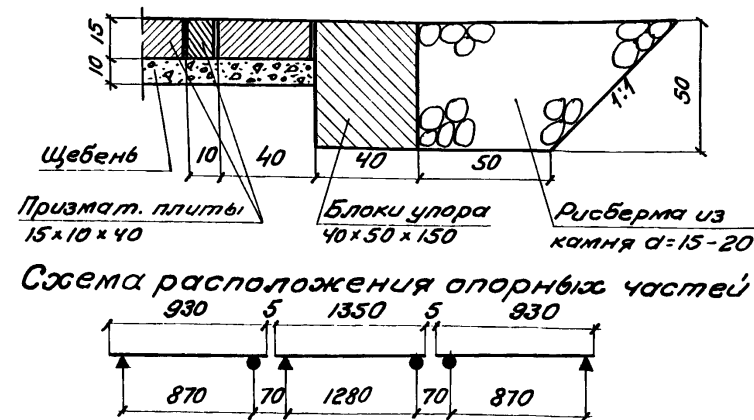 15
10
10 40 40 50
1:1
50
Щебень
Призмат. плиты
15×10×40
Блоки упора
40×50×150
Рисберма из
камня d=15-20
Схема расположения опорных частей
930 5 1350 5 930
870 70 1280 70 870